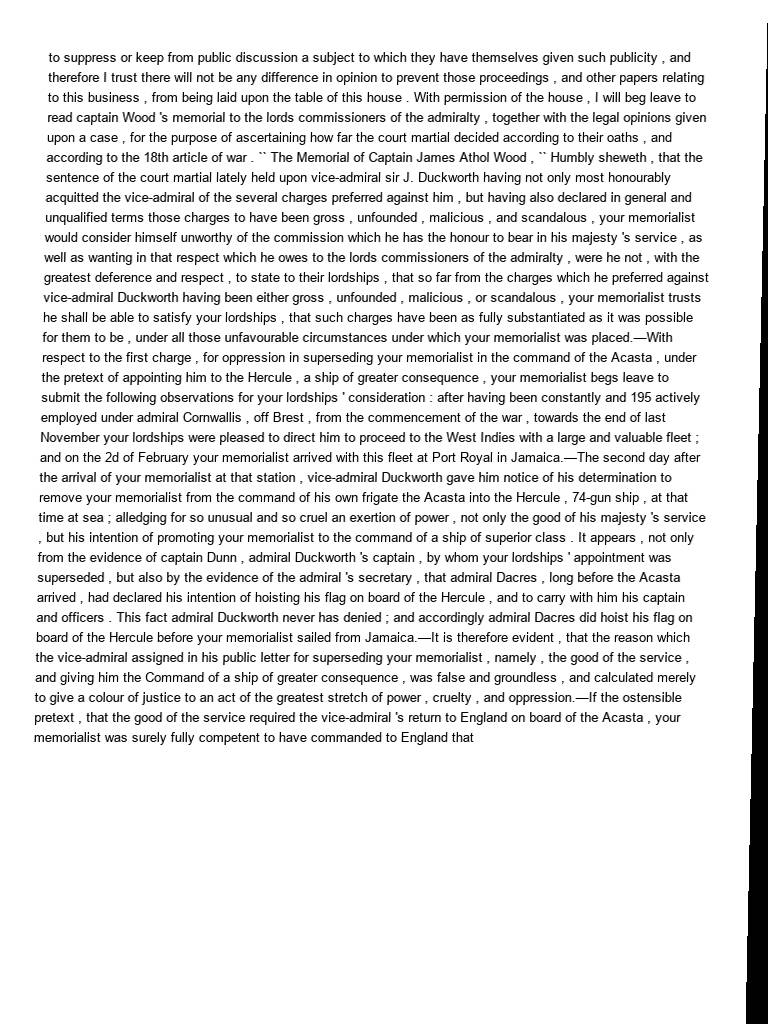 to suppress or keep from public discussion a subject to which they have themselves given such publicity , and
therefore I trust there will not be any difference in opinion to prevent those proceedings , and other papers relating
to this business , from being laid upon the table of this house . With permission of the house , I will beg leave to
read captain Wood 's memorial to the lords commissioners of the admiralty , together with the legal opinions given
upon a case , for the purpose of ascertaining how far the court martial decided according to their oaths , and
according to the 18th article of war . `` The Memorial of Captain James Athol Wood , `` Humbly sheweth , that the
sentence of the court martial lately held upon vice-admiral sir J. Duckworth having not only most honourably
acquitted the vice-admiral of the several charges preferred against him , but having also declared in general and
unqualified terms those charges to have been gross , unfounded , malicious , and scandalous , your memorialist
would consider himself unworthy of the commission which he has the honour to bear in his majesty 's service , as
well as wanting in that respect which he owes to the lords commissioners of the admiralty , were he not , with the
greatest deference and respect , to state to their lordships , that so far from the charges which he preferred against
vice-admiral Duckworth having been either gross , unfounded , malicious , or scandalous , your memorialist trusts
he shall be able to satisfy your lordships , that such charges have been as fully substantiated as it was possible
for them to be , under all those unfavourable circumstances under which your memorialist was placed.—With
respect to the first charge , for oppression in superseding your memorialist in the command of the Acasta , under
the pretext of appointing him to the Hercule , a ship of greater consequence , your memorialist begs leave to
submit the following observations for your lordships ' consideration : after having been constantly and 195 actively
employed under admiral Cornwallis , off Brest , from the commencement of the war , towards the end of last
November your lordships were pleased to direct him to proceed to the West Indies with a large and valuable fleet ;
and on the 2d of February your memorialist arrived with this fleet at Port Royal in Jamaica.—The second day after
the arrival of your memorialist at that station , vice-admiral Duckworth gave him notice of his determination to
remove your memorialist from the command of his own frigate the Acasta into the Hercule , 74-gun ship , at that
time at sea ; alledging for so unusual and so cruel an exertion of power , not only the good of his majesty 's service
, but his intention of promoting your memorialist to the command of a ship of superior class . It appears , not only
from the evidence of captain Dunn , admiral Duckworth 's captain , by whom your lordships ' appointment was
superseded , but also by the evidence of the admiral 's secretary , that admiral Dacres , long before the Acasta
arrived , had declared his intention of hoisting his flag on board of the Hercule , and to carry with him his captain
and officers . This fact admiral Duckworth never has denied ; and accordingly admiral Dacres did hoist his flag on
board of the Hercule before your memorialist sailed from Jamaica.—It is therefore evident , that the reason which
the vice-admiral assigned in his public letter for superseding your memorialist , namely , the good of the service ,
and giving him the Command of a ship of greater consequence , was false and groundless , and calculated merely
to give a colour of justice to an act of the greatest stretch of power , cruelty , and oppression.—If the ostensible
pretext , that the good of the service required the vice-admiral 's return to England on board of the Acasta , your
memorialist was surely fully competent to have commanded to England that